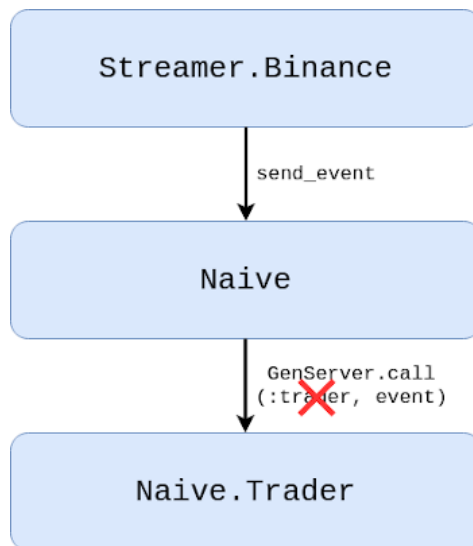 Streamer.Binance
send_event
Naive
GenServer.call
(:trader, event)
Naive.Trader